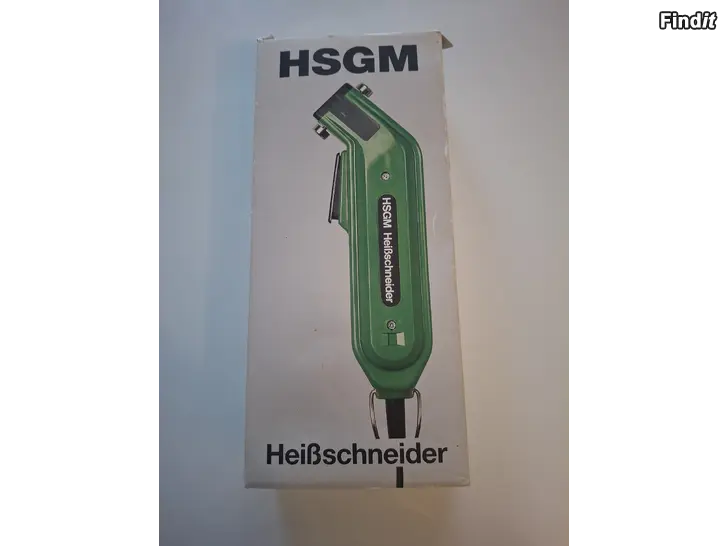 Findit
HSGM
HSGM Heißschneider
Heißschneider